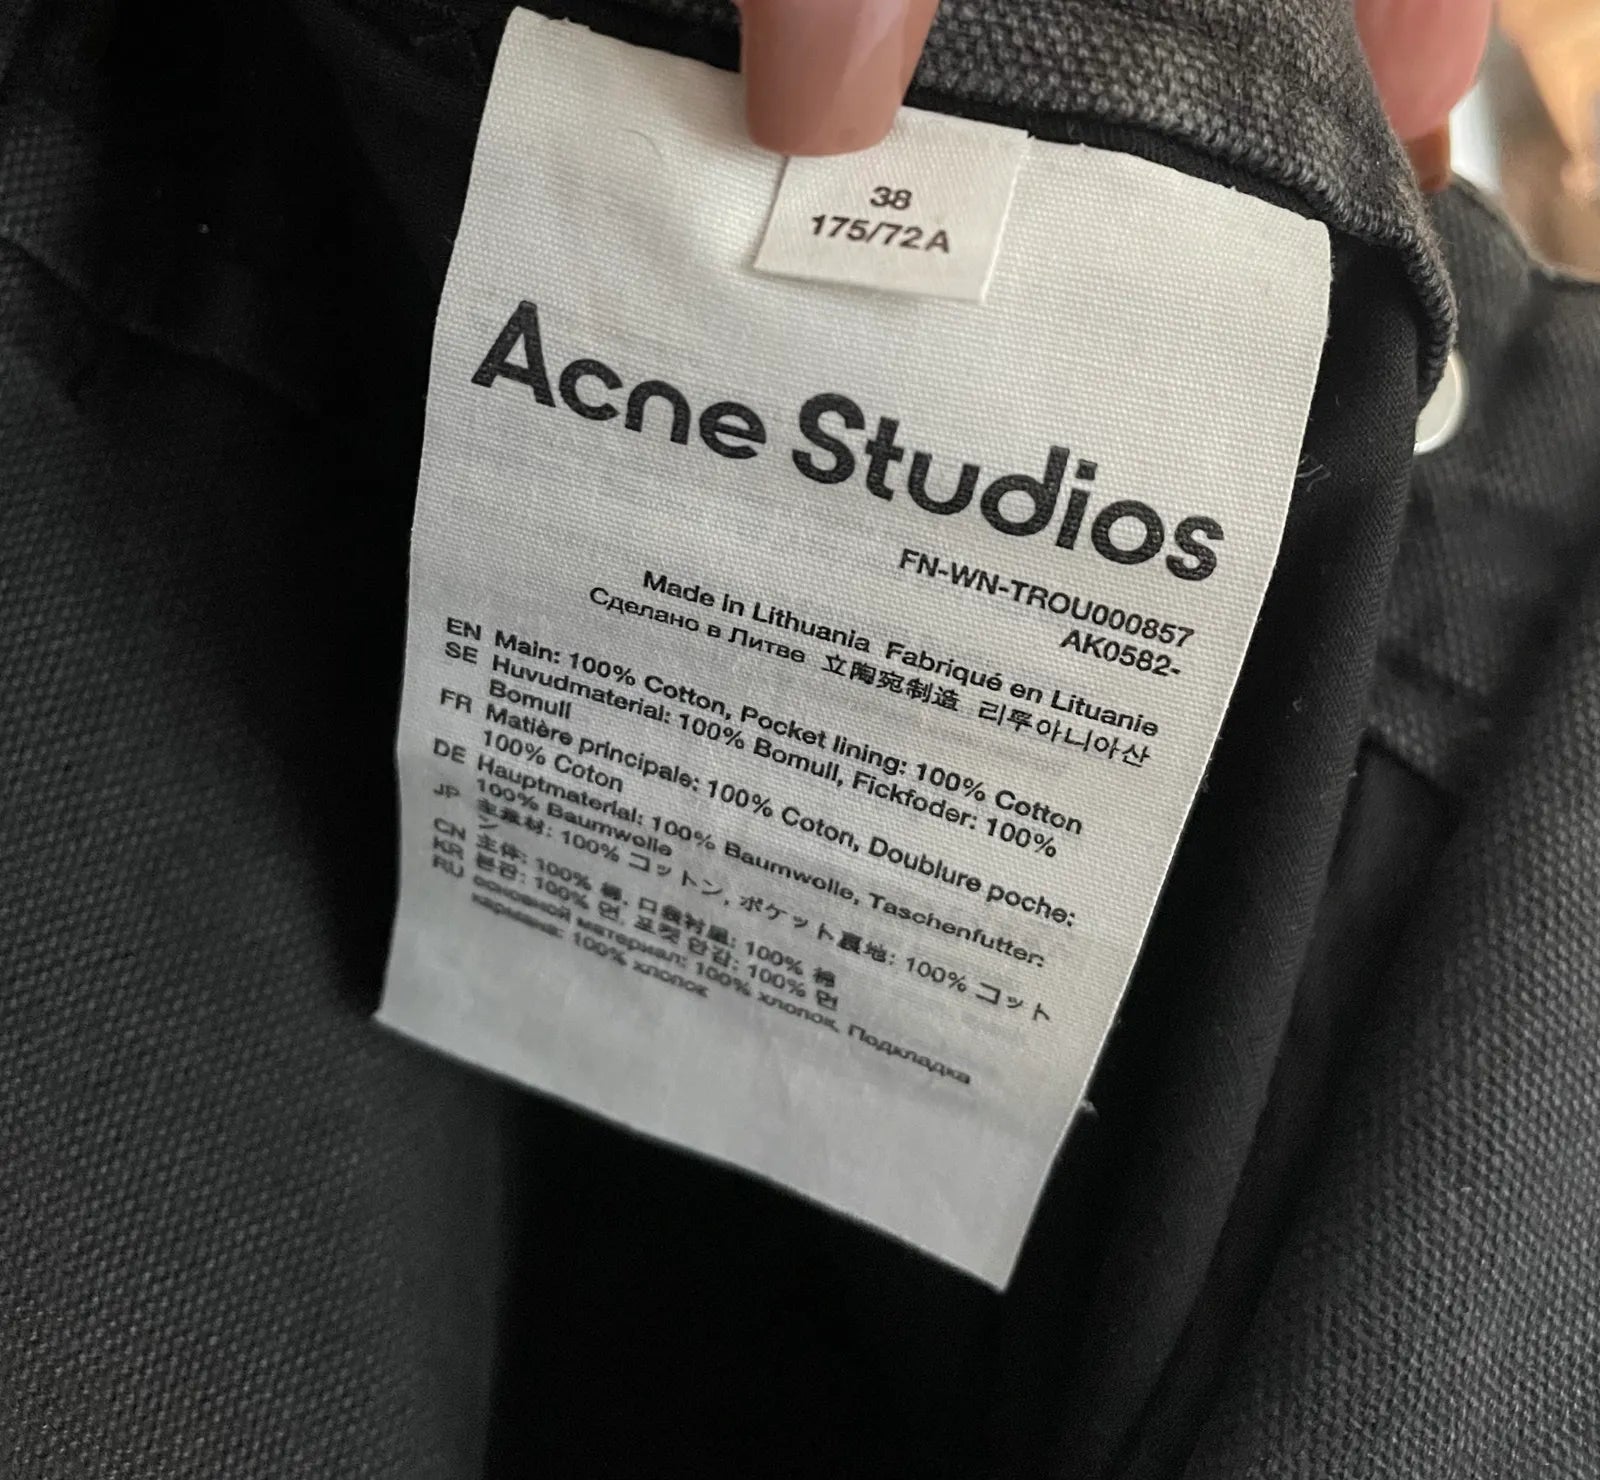 38
175/72A
Acne Studios
FN-WN-TROU000857
AK0582-
Made in Lithuania Fabriqué en Lituanie
Сделано в Литве 立陶宛制造 리투아니아산
EN Main: 100% Cotton, Pocket lining: 100% Cotton
SE Huvudmaterial: 100% Bomull, Fickfoder: 100%
Bomull
FR Matière principale: 100% Coton, Doublure poche:
100% Coton
DE Hauptmaterial: 100% Baumwolle, Taschenfutter:
100% Baumwolle
JP 主素材: 100% コットン, ポケット裏地: 100% コット
ン
CN 主体: 100% 棉, 口袋衬里: 100% 棉
KR 본판: 100% 면, 포켓 안감: 100% 면
RU основной материал: 100% хлопок, Подкладка
кармана: 100% хлопок